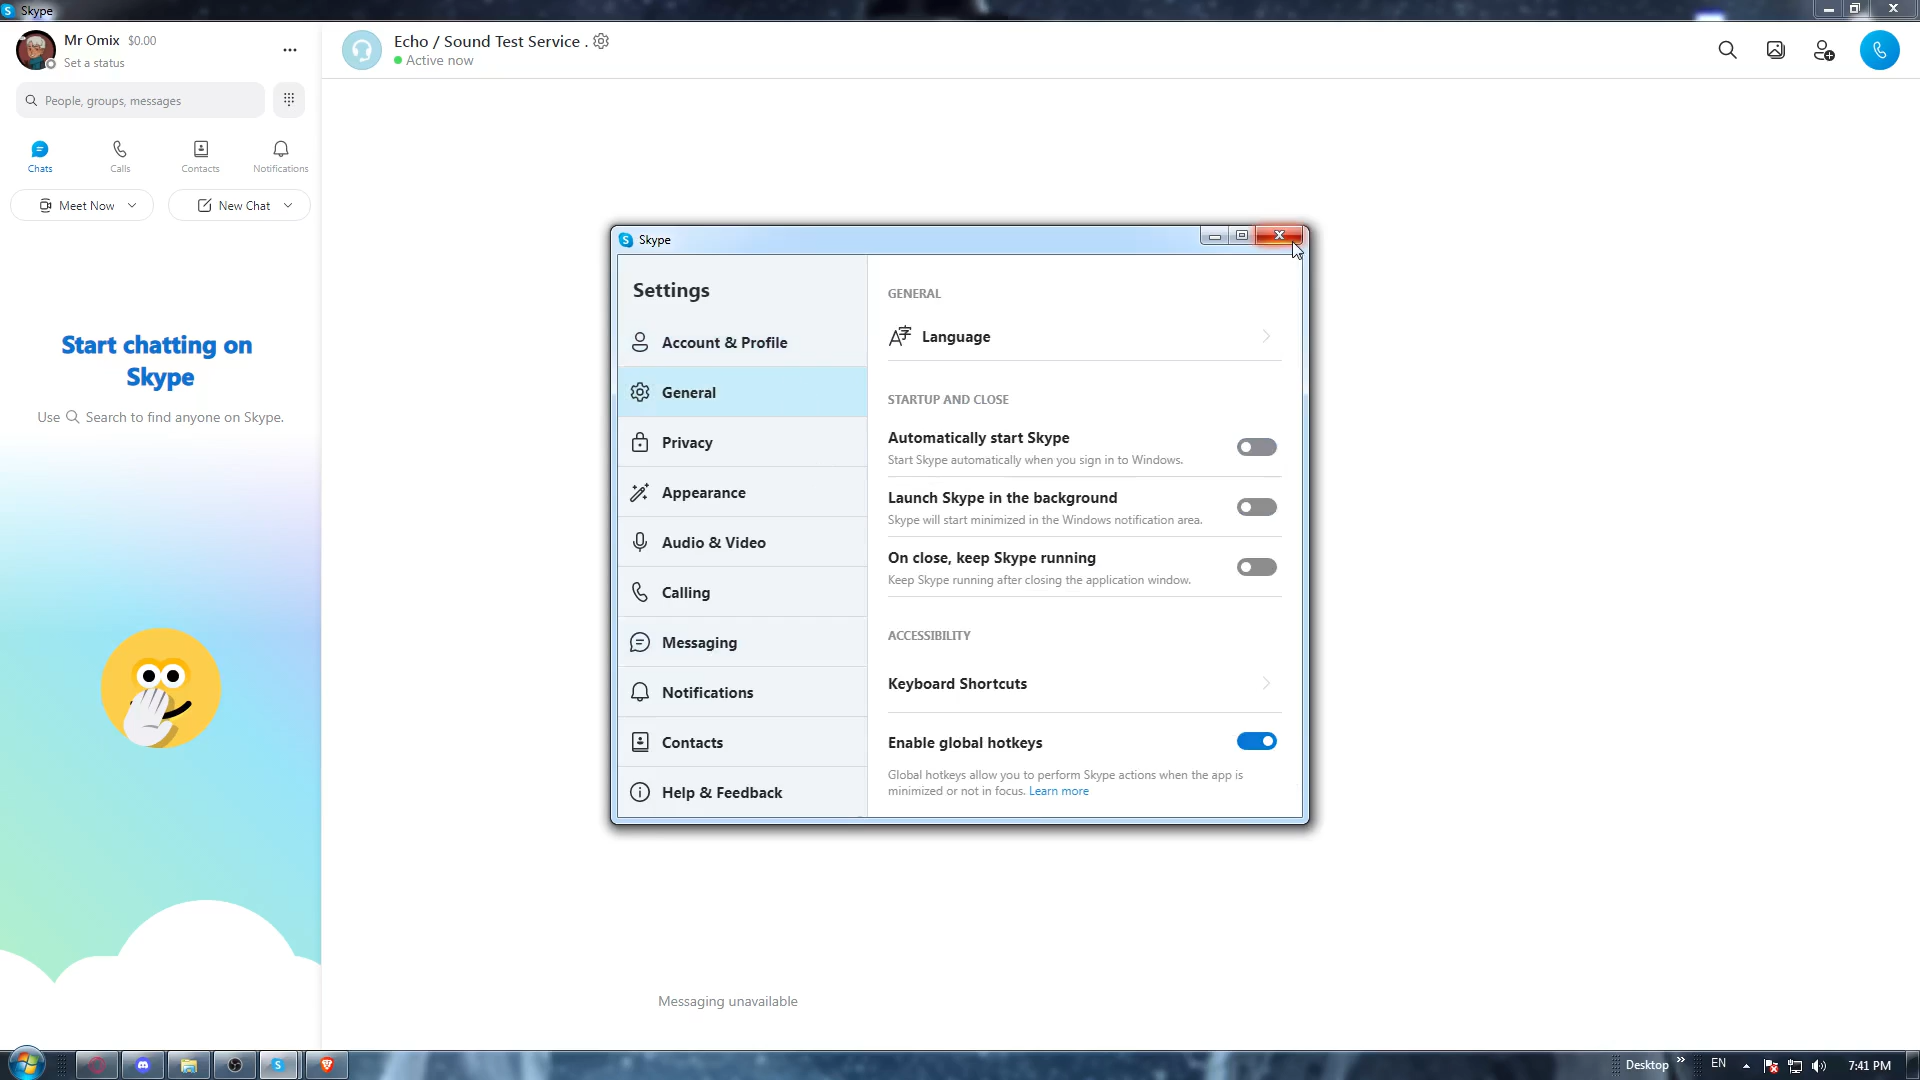 Skype
Mr Omix $0.00
Set a status
People, groups, messages
Chats
Calls
Contacts
Notifications
Meet Now
New Chat
Start chatting on
Skype
Use Search to find anyone on Skype.
Echo / Sound Test Service .
Active now
Skype
Settings
Account & Profile
General
Privacy
Appearance
Audio & Video
Calling
Messaging
Notifications
Contacts
Help & Feedback
GENERAL
Language
STARTUP AND CLOSE
Automatically start Skype
Start Skype automatically when you sign in to Windows.
Launch Skype in the background
Skype will start minimized in the Windows notification area.
On close, keep Skype running
Keep Skype running after closing the application window.
ACCESSIBILITY
Keyboard Shortcuts
Enable global hotkeys
Global hotkeys allow you to perform Skype actions when the app is
minimized or not in focus. Learn more
Messaging unavailable
Desktop
EN
7:41 PM